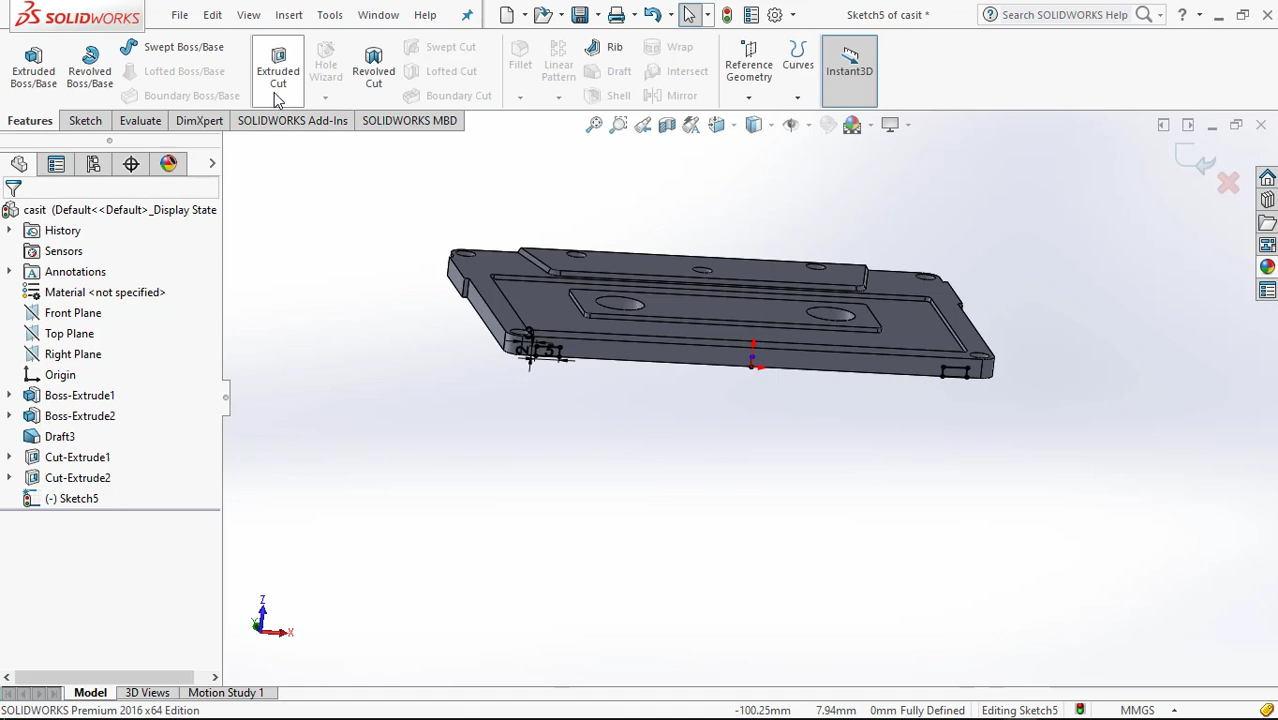 SOLIDWORKS File Edit View Insert Tools Window Help Sketch5 of casit * Search SOLIDWORKS Help ?
Extruded Boss/Base
Revolved Boss/Base
Swept Boss/Base
Lofted Boss/Base
Boundary Boss/Base
Extruded Cut
Hole Wizard
Revolved Cut
Swept Cut
Lofted Cut
Boundary Cut
Fillet
Linear Pattern
Rib
Draft
Shell
Wrap
Intersect
Mirror
Reference Geometry
Curves
Instant3D
Features Sketch Evaluate DimXpert SOLIDWORKS Add-Ins SOLIDWORKS MBD
casit (Default<<Default>_Display State
History
Sensors
Annotations
Material <not specified>
Front Plane
Top Plane
Right Plane
Origin
Boss-Extrude1
Boss-Extrude2
Draft3
Cut-Extrude1
Cut-Extrude2
(-) Sketch5
5
Z
X
Model 3D Views Motion Study 1
SOLIDWORKS Premium 2016 x64 Edition -100.25mm 7.94mm 0mm Fully Defined Editing Sketch5 MMGS